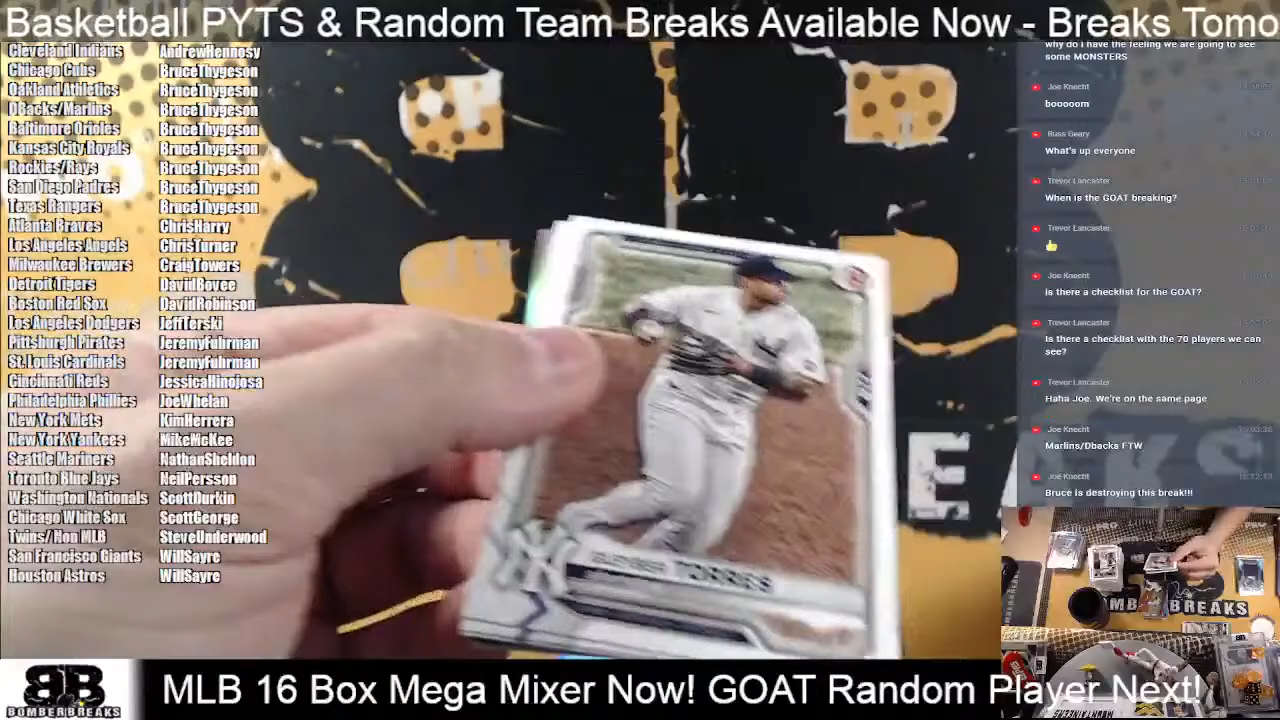 Basketball PYTS & Random Team Breaks Available Now - Breaks Tomo
Cleveland Indians AndrewHennosy
Chicago Cubs BruceThygeson
Oakland Athletics BruceThygeson
DBacks/Marlins BruceThygeson
Baltimore Orioles BruceThygeson
Kansas City Royals BruceThygeson
Rockies/Rays BruceThygeson
San Diego Padres BruceThygeson
Texas Rangers BruceThygeson
Atlanta Braves ChrisHarry
Los Angeles Angels ChrisTurner
Milwaukee Brewers CraigTowers
Detroit Tigers DavidBovee
Boston Red Sox DavidRobinson
Los Angeles Dodgers JeffTerski
Pittsburgh Pirates JeremyFuhrman
St. Louis Cardinals JeremyFuhrman
Cincinnati Reds JessicaHinojosa
Philadelphia Phillies JoeWhelan
New York Mets KimHerrera
New York Yankees MikeMcKee
Seattle Mariners NathanSheldon
Toronto Blue Jays NeilPersson
Washington Nationals ScottDurkin
Chicago White Sox ScottGeorge
Twins/Non MLB SteveUnderwood
San Francisco Giants WillSayre
Houston Astros WillSayre
TORRES
why do i have the feeling we are going to see
some MONSTERS
Joe Knecht
booooom
Russ Geary
What's up everyone
Trevor Lancaster
When is the GOAT breaking?
Trevor Lancaster
👍
Joe Knecht
is there a checklist for the GOAT?
Trevor Lancaster
Is there a checklist with the 70 players we can
see?
Trevor Lancaster
Haha Joe. We're on the same page
Joe Knecht
Marlins/Dbacks FTW
Joe Knecht
Bruce is destroying this break!!!
BREAKS
BB
BOMBERBREAKS
MLB 16 Box Mega Mixer Now! GOAT Random Player Next!